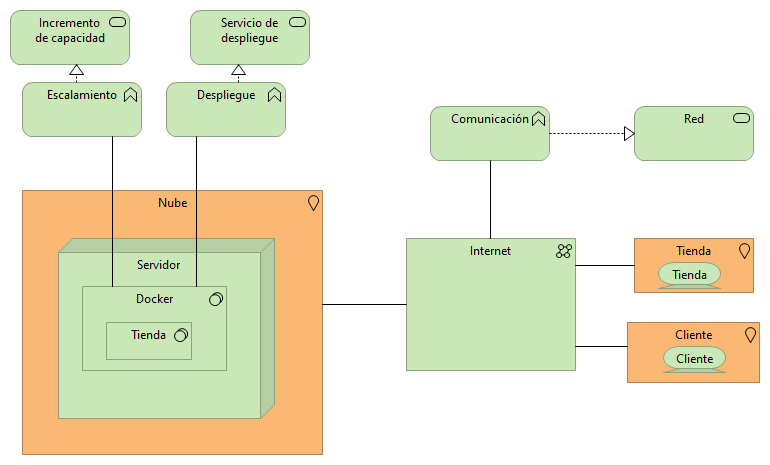 Incremento
de capacidad
Servicio de
despliegue
Escalamiento
Despliegue
Comunicación
Red
Nube
Servidor
Docker
Tienda
Internet
Tienda
Tienda
Cliente
Cliente